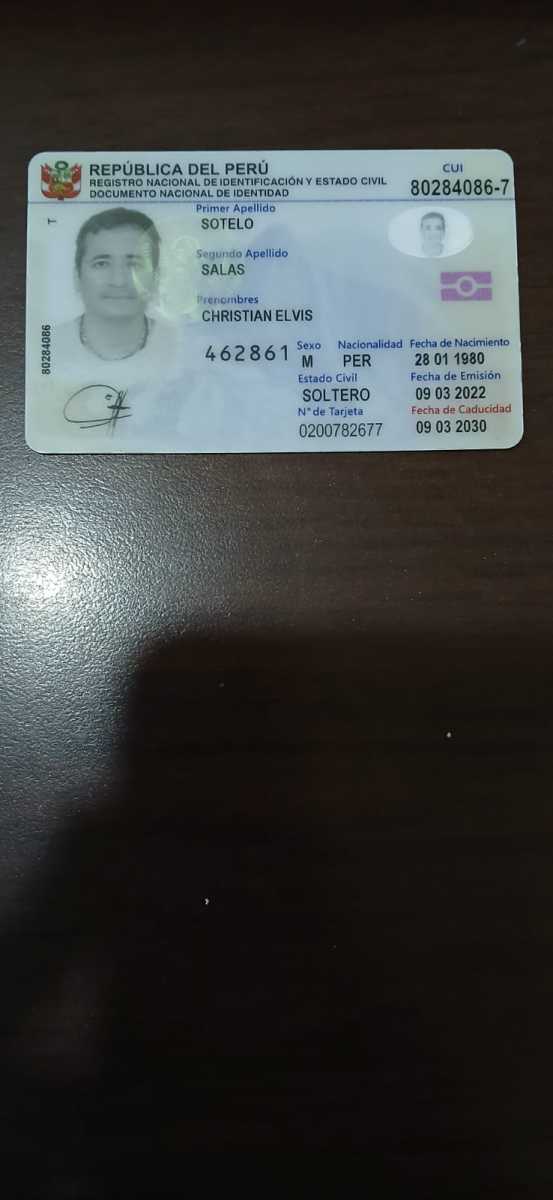 REPÚBLICA DEL PERÚ
REGISTRO NACIONAL DE IDENTIFICACIÓN Y ESTADO CIVIL
DOCUMENTO NACIONAL DE IDENTIDAD
CUI
80284086-7
T
80284086
Primer Apellido
SOTELO
Segundo Apellido
SALAS
Prenombres
CHRISTIAN ELVIS
462861
Sexo Nacionalidad Fecha de Nacimiento
M PER 28 01 1980
Estado Civil Fecha de Emisión
SOLTERO 09 03 2022
N° de Tarjeta Fecha de Caducidad
0200782677 09 03 2030